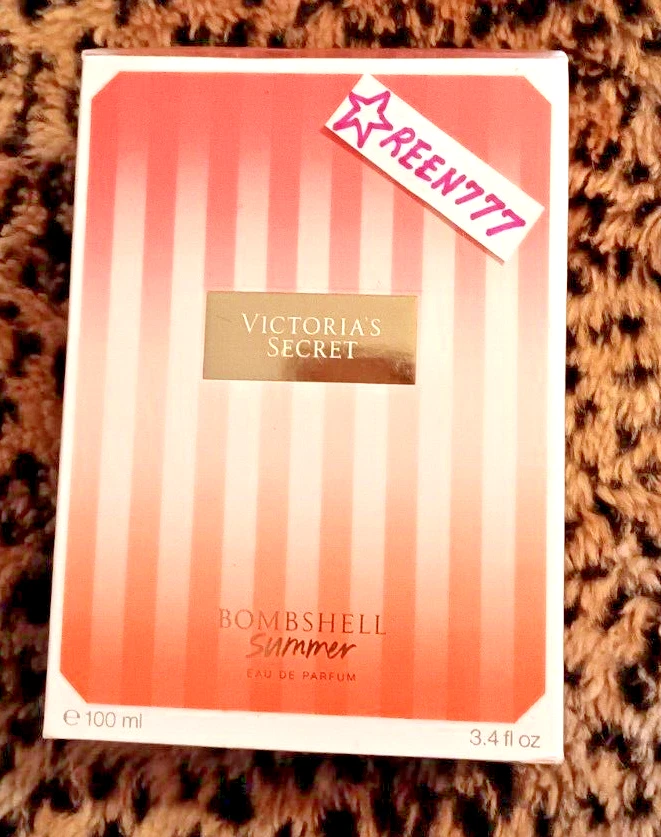 ☆REEN777
VICTORIA'S
SECRET
BOMBSHELL
Summer
EAU DE PARFUM
℮ 100 ml
3.4 fl oz